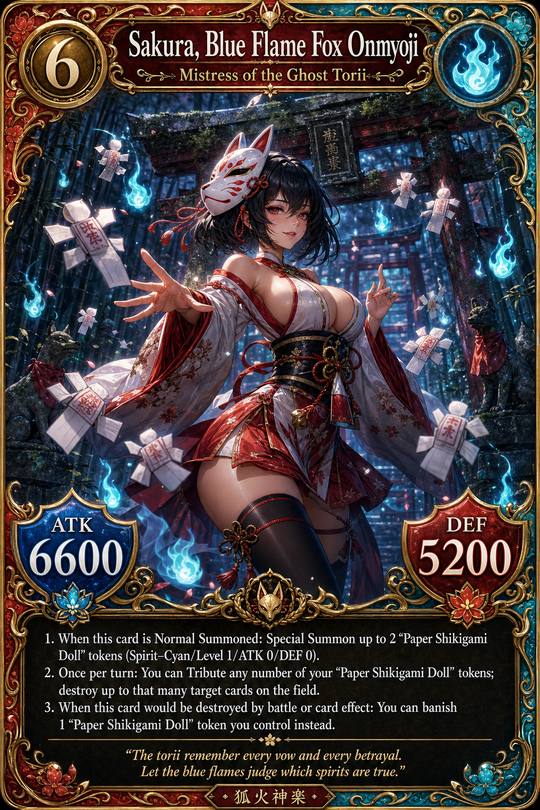 6
Sakura, Blue Flame Fox Onmyoji
Mistress of the Ghost Torii
ATK
6600
DEF
5200
1. When this card is Normal Summoned: Special Summon up to 2 “Paper Shikigami
Doll” tokens (Spirit–Cyan/Level 1/ATK 0/DEF 0).
2. Once per turn: You can Tribute any number of your “Paper Shikigami Doll” tokens;
destroy up to that many target cards on the field.
3. When this card would be destroyed by battle or card effect: You can banish
1 “Paper Shikigami Doll” token you control instead.
“The torii remember every vow and every betrayal.
Let the blue flames judge which spirits are true.”
狐火神楽